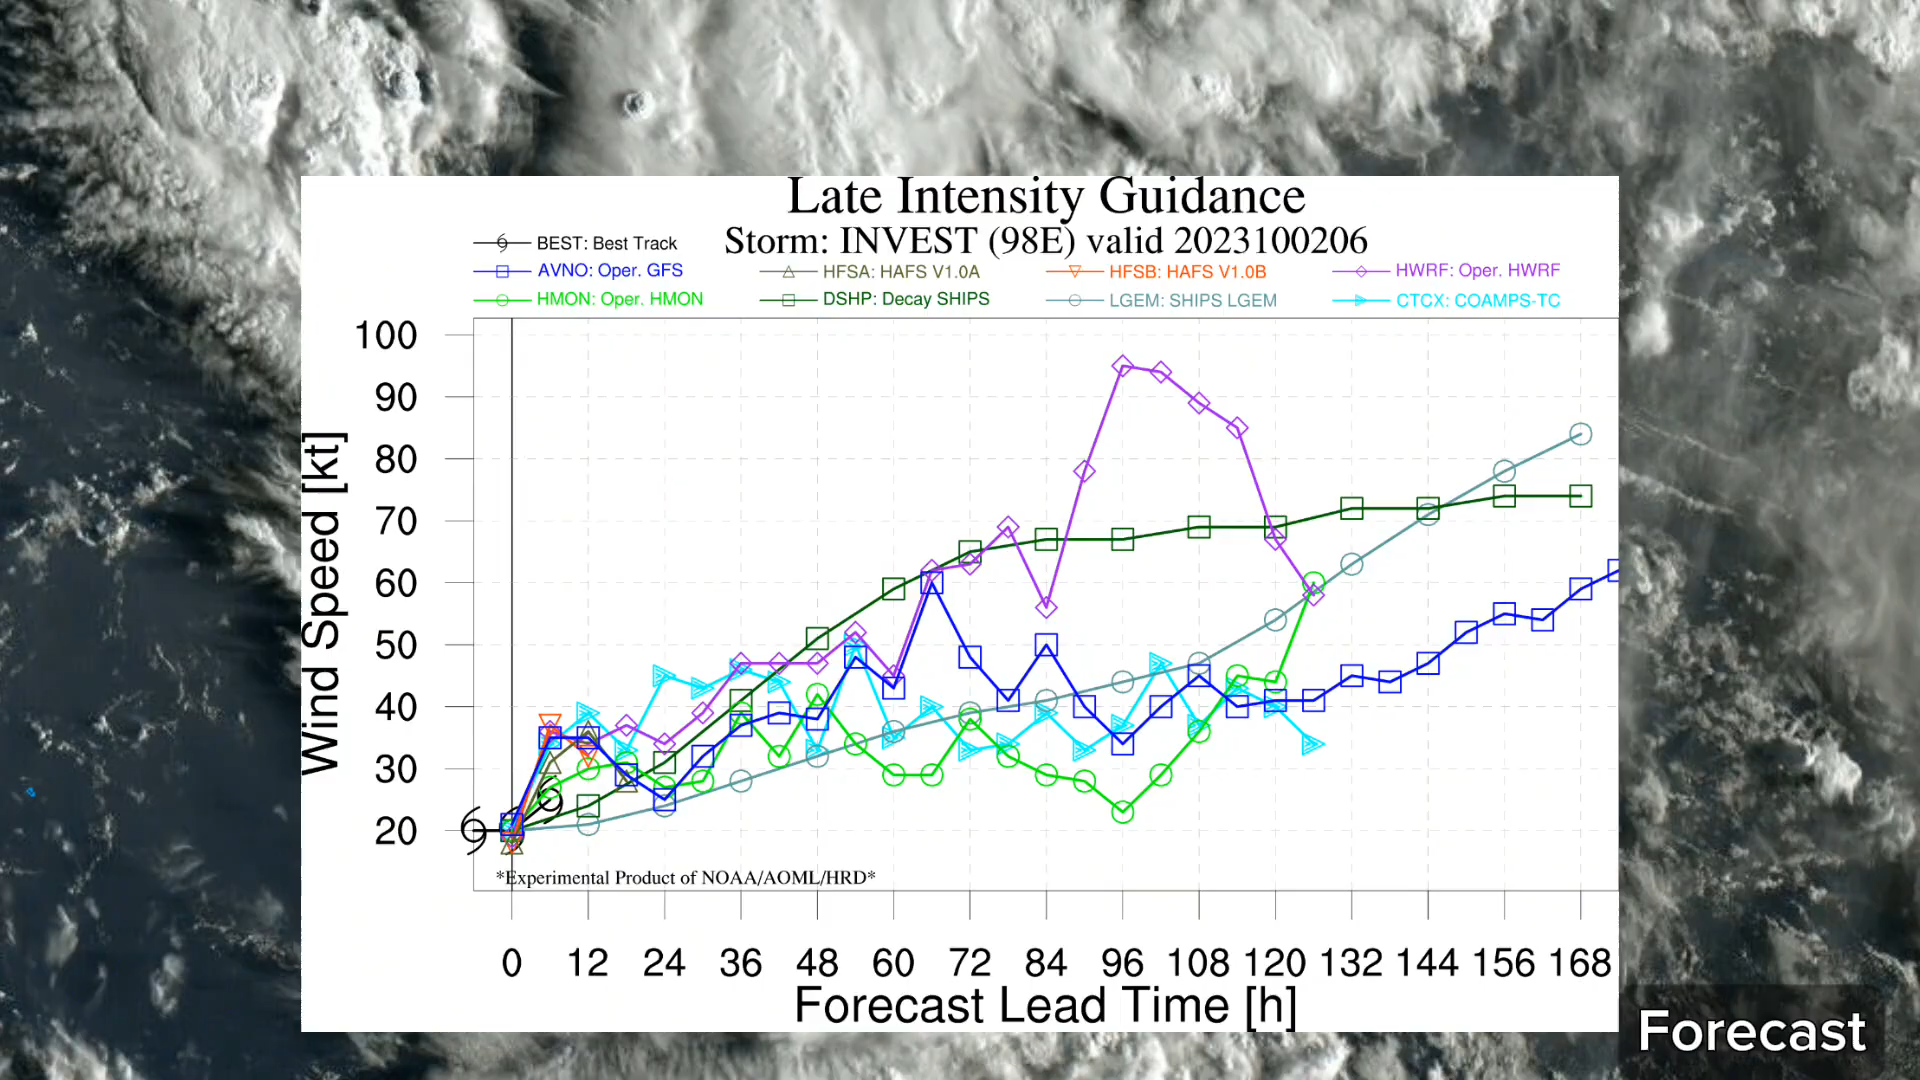 Late Intensity Guidance
Storm: INVEST (98E) valid 2023100206
BEST: Best Track
AVNO: Oper. GFS
HFSA: HAFS V1.0A
HFSB: HAFS V1.0B
HWRF: Oper. HWRF
HMON: Oper. HMON
DSHP: Decay SHIPS
LGEM: SHIPS LGEM
CTCX: COAMPS-TC
Wind Speed [kt]
100
90
80
70
60
50
40
30
20
*Experimental Product of NOAA/AOML/HRD*
0 12 24 36 48 60 72 84 96 108 120 132 144 156 168
Forecast Lead Time [h]
Forecast